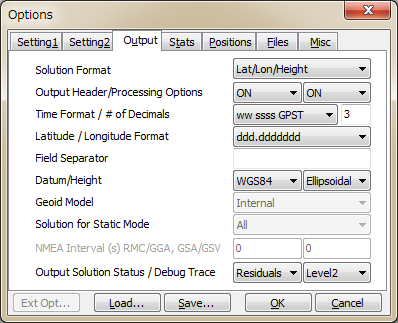 Options
Setting1 Setting2 Output Stats Positions Files Misc
Solution Format Lat/Lon/Height
Output Header/Processing Options ON ON
Time Format / # of Decimals ww ssss GPST 3
Latitude / Longitude Format ddd.ddddddd
Field Separator
Datum/Height WGS84 Ellipsoidal
Geoid Model Internal
Solution for Static Mode All
NMEA Interval (s) RMC/GGA, GSA/GSV 0 0
Output Solution Status / Debug Trace Residuals Level2
Ext Opt... Load... Save... OK Cancel